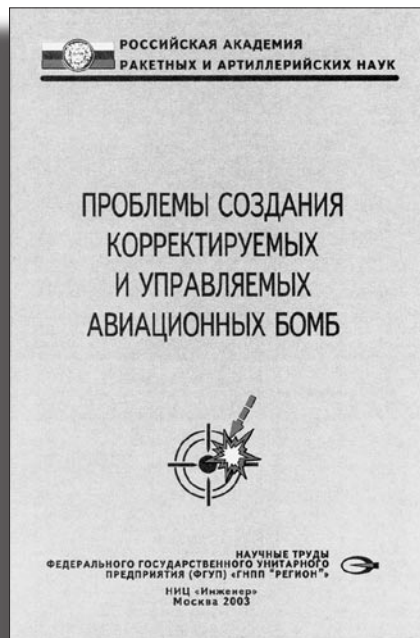 РОССИЙСКАЯ АКАДЕМИЯ
РАКЕТНЫХ И АРТИЛЛЕРИЙСКИХ НАУК
ПРОБЛЕМЫ СОЗДАНИЯ
КОРРЕКТИРУЕМЫХ
И УПРАВЛЯЕМЫХ
АВИАЦИОННЫХ БОМБ
НАУЧНЫЕ ТРУДЫ
ФЕДЕРАЛЬНОГО ГОСУДАРСТВЕННОГО УНИТАРНОГО
ПРЕДПРИЯТИЯ (ФГУП) «ГНПП "РЕГИОН"»
НИЦ «Инженер»
Москва 2003